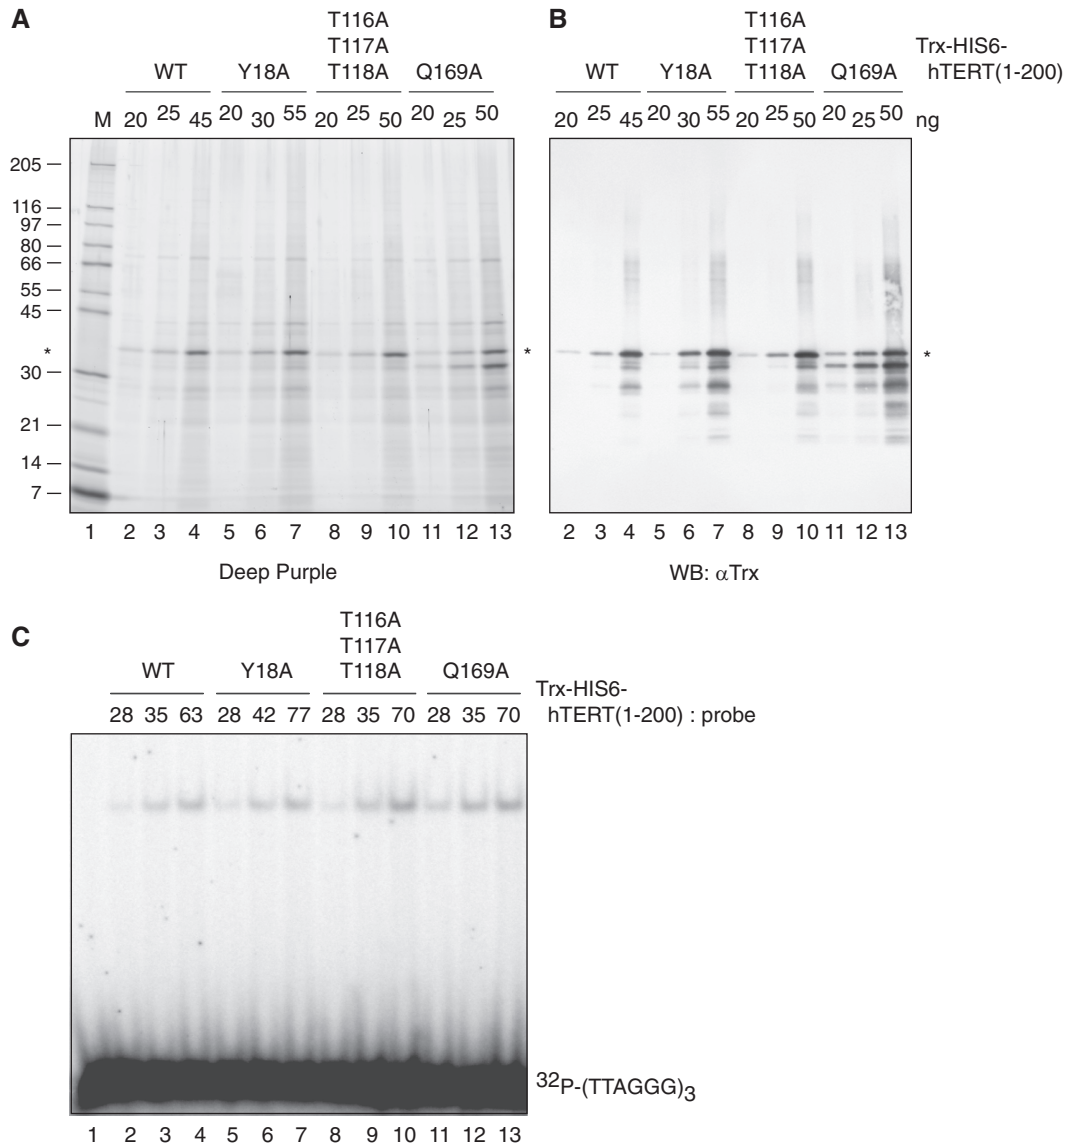 A
T116A
T117A
WT Y18A T118A Q169A
M 20 25 45 20 30 55 20 25 50 20 25 50
205
116
97
80
66
55
45
* *
30
21
14
7
1 2 3 4 5 6 7 8 9 10 11 12 13
Deep Purple
B
T116A
T117A Trx-HIS6-
WT Y18A T118A Q169A hTERT(1-200)
20 25 45 20 30 55 20 25 50 20 25 50 ng
*
2 3 4 5 6 7 8 9 10 11 12 13
WB: αTrx
C
T116A
T117A
WT Y18A T118A Q169A Trx-HIS6-
28 35 63 28 42 77 28 35 70 28 35 70 hTERT(1-200) : probe
32P-(TTAGGG)3
1 2 3 4 5 6 7 8 9 10 11 12 13